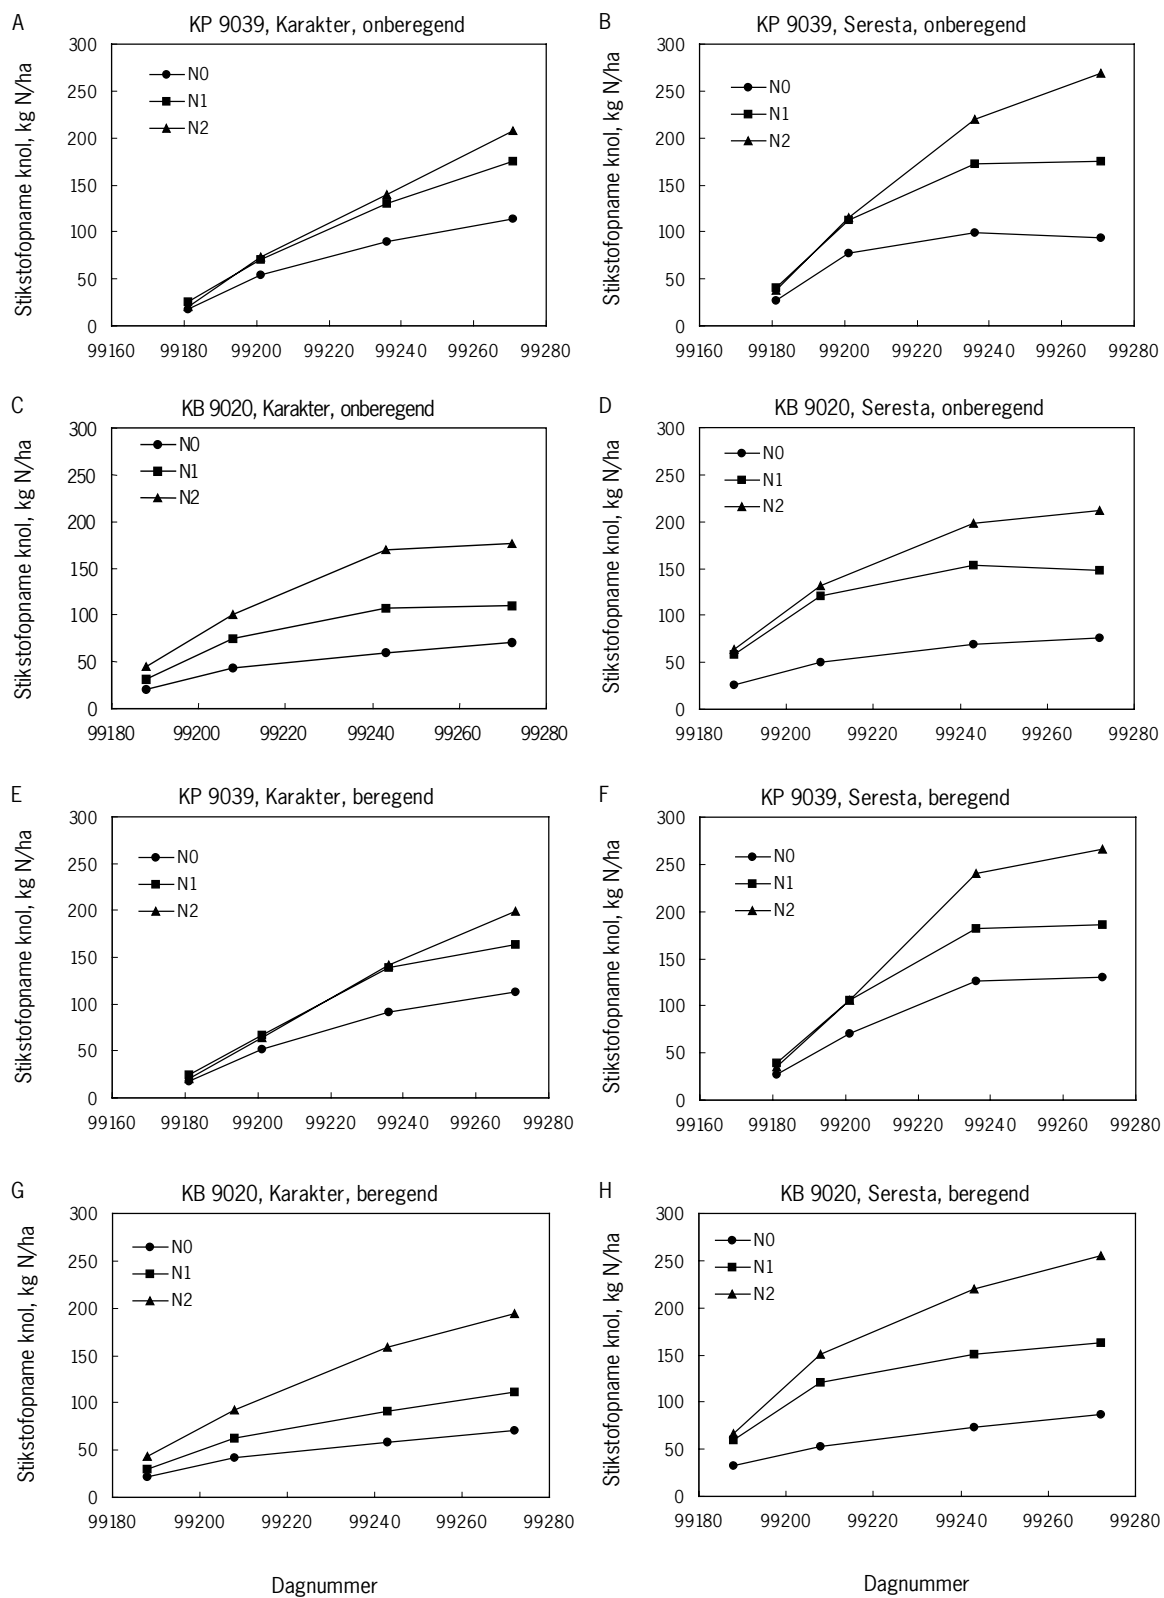 A
KP 9039, Karakter, onberegend
Stikstofopname knol, kg N/ha
300
250
200
150
100
50
0
N0
N1
N2
99160 99180 99200 99220 99240 99260 99280
B
KP 9039, Seresta, onberegend
Stikstofopname knol, kg N/ha
300
250
200
150
100
50
0
N0
N1
N2
99160 99180 99200 99220 99240 99260 99280
C
KB 9020, Karakter, onberegend
Stikstofopname knol, kg N/ha
300
250
200
150
100
50
0
N0
N1
N2
99180 99200 99220 99240 99260 99280
D
KB 9020, Seresta, onberegend
Stikstofopname knol, kg N/ha
300
250
200
150
100
50
0
N0
N1
N2
99180 99200 99220 99240 99260 99280
E
KP 9039, Karakter, beregend
Stikstofopname knol, kg N/ha
300
250
200
150
100
50
0
N0
N1
N2
99160 99180 99200 99220 99240 99260 99280
F
KP 9039, Seresta, beregend
Stikstofopname knol, kg N/ha
300
250
200
150
100
50
0
N0
N1
N2
99160 99180 99200 99220 99240 99260 99280
G
KB 9020, Karakter, beregend
Stikstofopname knol, kg N/ha
300
250
200
150
100
50
0
N0
N1
N2
99180 99200 99220 99240 99260 99280
Dagnummer
H
KB 9020, Seresta, beregend
Stikstofopname knol, kg N/ha
300
250
200
150
100
50
0
N0
N1
N2
99180 99200 99220 99240 99260 99280
Dagnummer